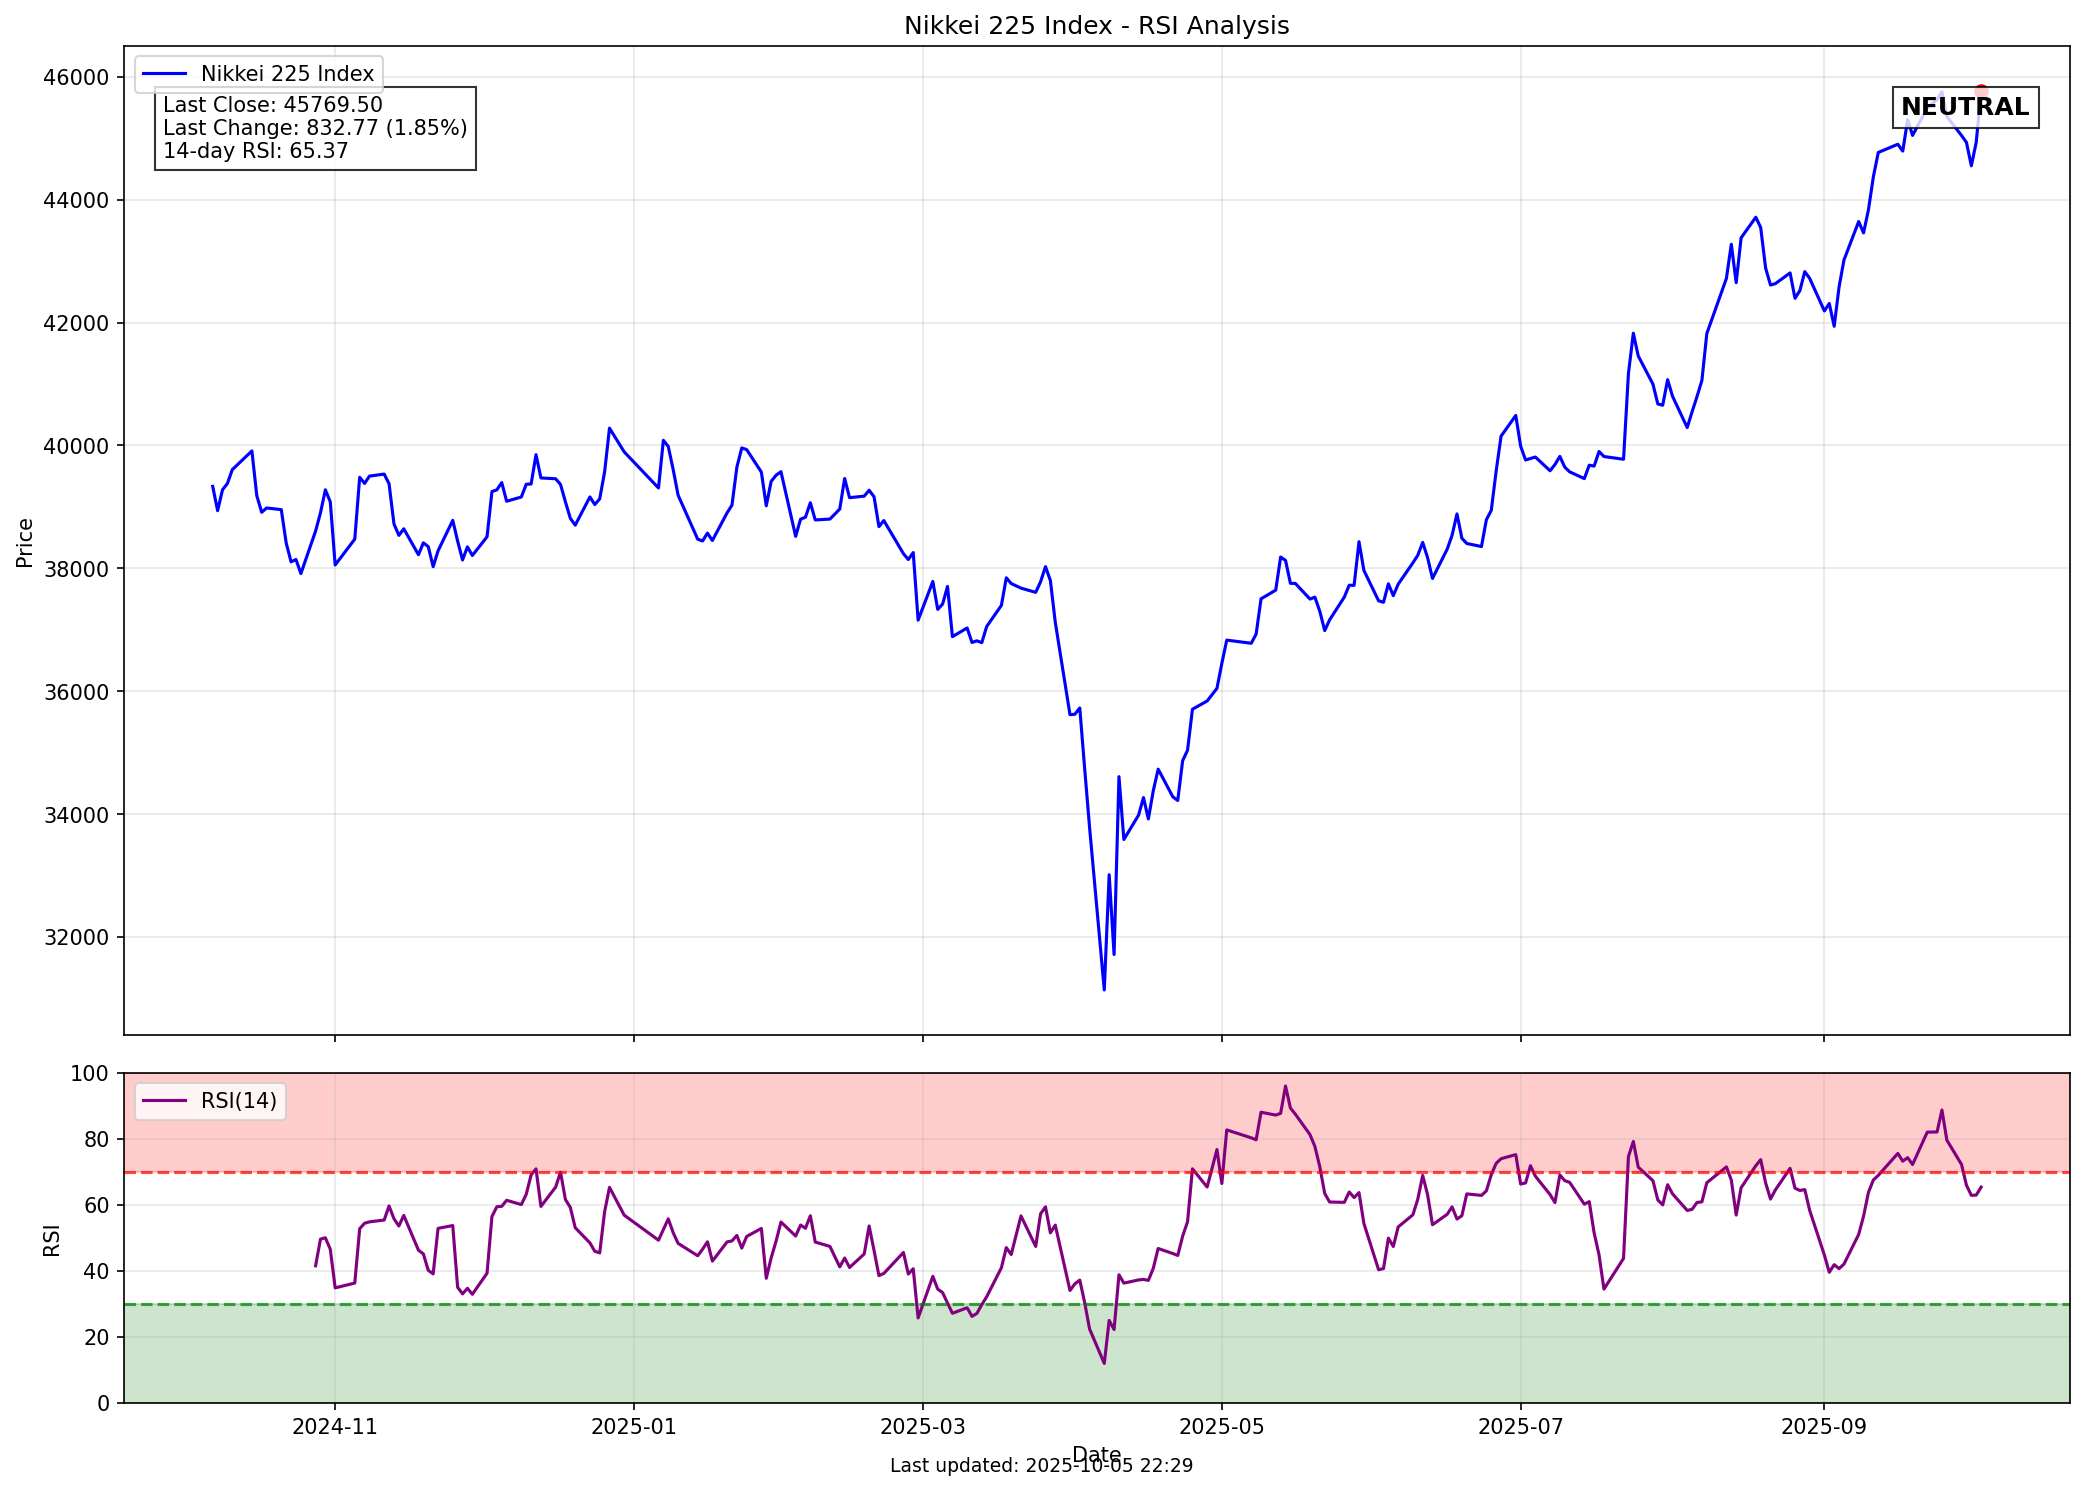 Nikkei 225 Index - RSI Analysis
Nikkei 225 Index
Last Close: 45769.50
Last Change: 832.77 (1.85%)
14-day RSI: 65.37
NEUTRAL
46000
44000
42000
40000
38000
36000
34000
32000
Price
RSI(14)
100
80
60
40
20
0
RSI
2024-11
2025-01
2025-03
2025-05
2025-07
2025-09
Date
Last updated: 2025-10-05 22:29